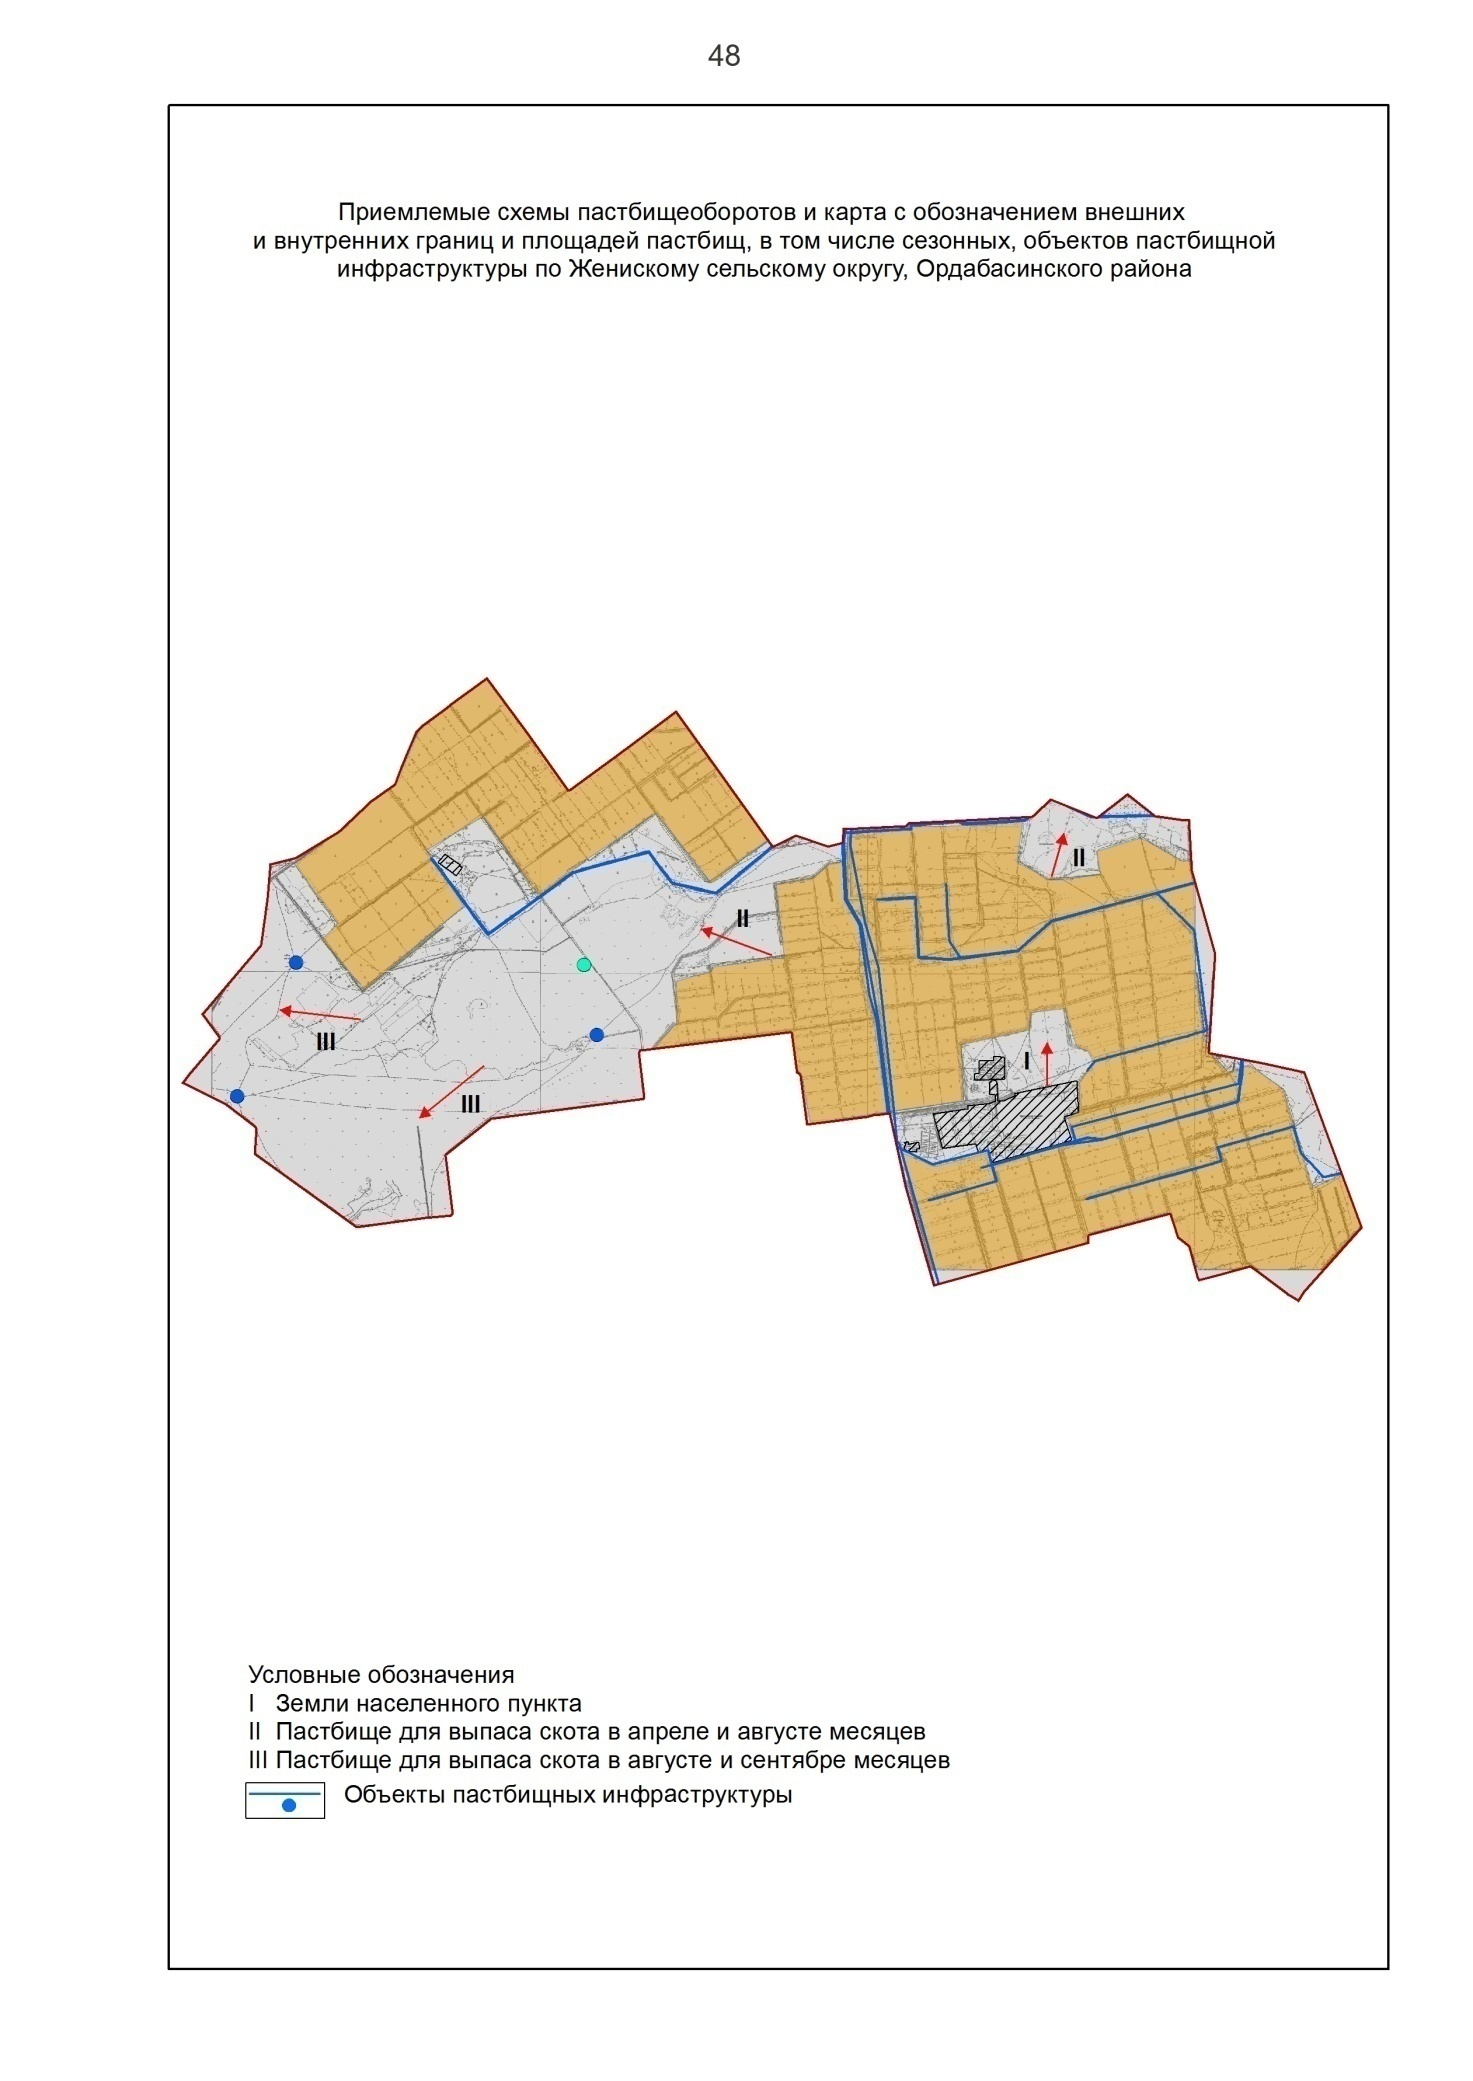 48
Приемлемые схемы пастбищеоборотов и карта с обозначением внешних
и внутренних границ и площадей пастбищ, в том числе сезонных, объектов пастбищной
инфраструктуры по Женискому сельскому округу, Ордабасинского района
II
II
III
I
III
Условные обозначения
I Земли населенного пункта
II Пастбище для выпаса скота в апреле и августе месяцев
III Пастбище для выпаса скота в августе и сентябре месяцев
Объекты пастбищных инфраструктуры